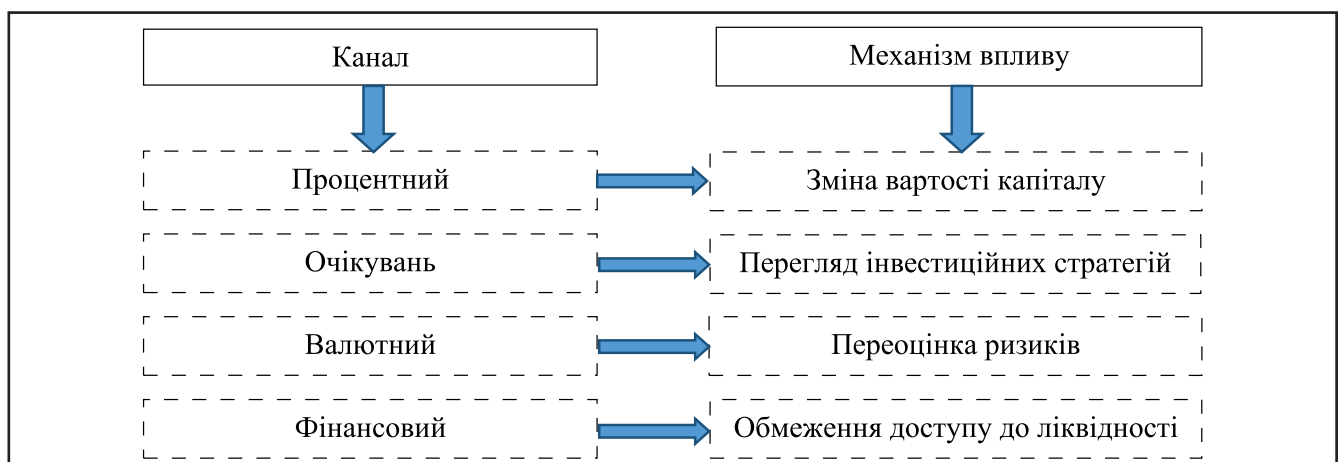 Канал
Механізм впливу
Процентний
Зміна вартості капіталу
Очікувань
Перегляд інвестиційних стратегій
Валютний
Переоцінка ризиків
Фінансовий
Обмеження доступу до ліквідності